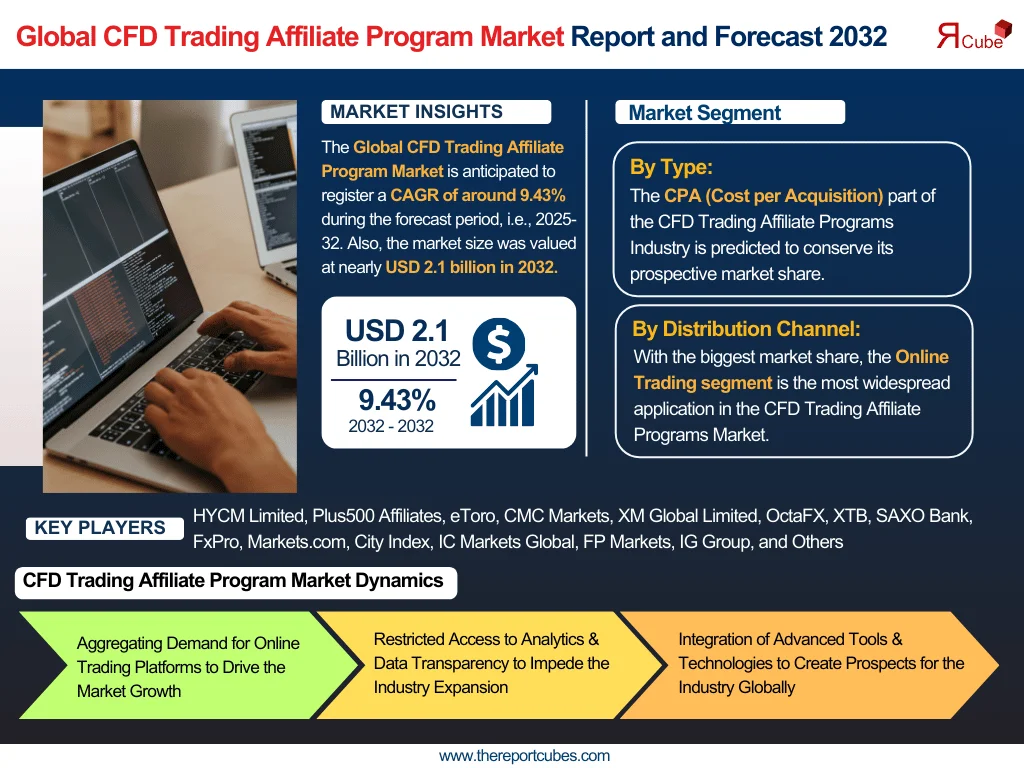 Global CFD Trading Affiliate Program Market Report and Forecast 2032
ЯCube
MARKET INSIGHTS
The Global CFD Trading Affiliate
Program Market is anticipated to
register a CAGR of around 9.43%
during the forecast period, i.e., 2025-
32. Also, the market size was valued
at nearly USD 2.1 billion in 2032.
USD 2.1
Billion in 2032
9.43%
2032 - 2032
Market Segment
By Type:
The CPA (Cost per Acquisition) part of
the CFD Trading Affiliate Programs
Industry is predicted to conserve its
prospective market share.
By Distribution Channel:
With the biggest market share, the Online
Trading segment is the most widespread
application in the CFD Trading Affiliate
Programs Market.
KEY PLAYERS
HYCM Limited, Plus500 Affiliates, eToro, CMC Markets, XM Global Limited, OctaFX, XTB, SAXO Bank,
FxPro, Markets.com, City Index, IC Markets Global, FP Markets, IG Group, and Others
CFD Trading Affiliate Program Market Dynamics
Aggregating Demand for Online
Trading Platforms to Drive the
Market Growth
Restricted Access to Analytics &
Data Transparency to Impede the
Industry Expansion
Integration of Advanced Tools &
Technologies to Create Prospects for the
Industry Globally
www.thereportcubes.com